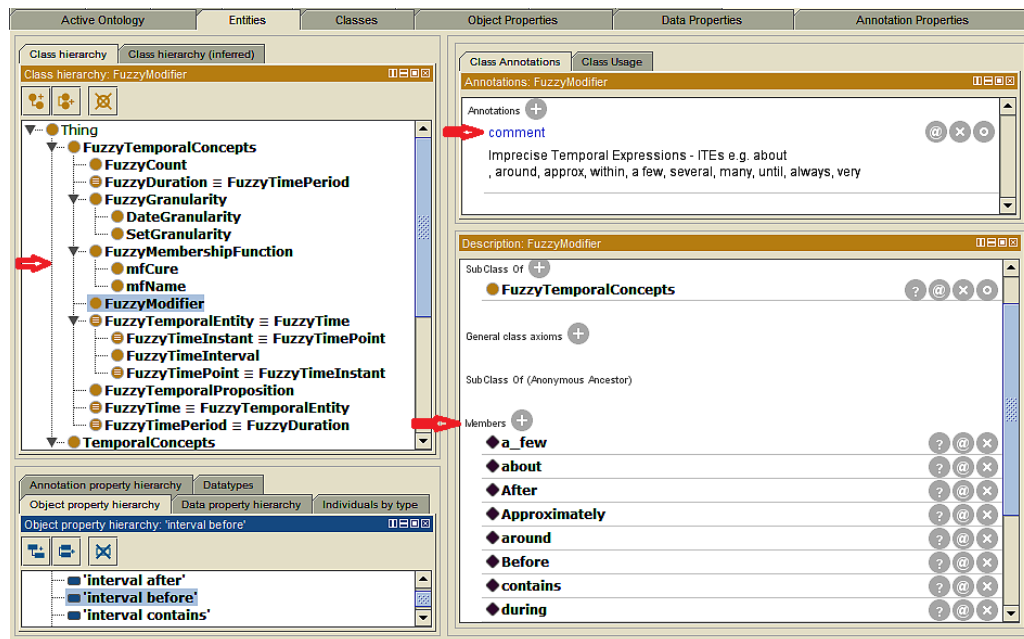 Active Ontology
Entities
Classes
Object Properties
Data Properties
Annotation Properties
Class hierarchy
Class hierarchy (inferred)
Class hierarchy: FuzzyModifier
Thing
FuzzyTemporalConcepts
FuzzyCount
FuzzyDuration ≡ FuzzyTimePeriod
FuzzyGranularity
DateGranularity
SetGranularity
FuzzyMembershipFunction
mfCure
mfName
FuzzyModifier
FuzzyTemporalEntity ≡ FuzzyTime
FuzzyTimeInstant ≡ FuzzyTimePoint
FuzzyTimeInterval
FuzzyTimePoint ≡ FuzzyTimeInstant
FuzzyTemporalProposition
FuzzyTime ≡ FuzzyTemporalEntity
FuzzyTimePeriod ≡ FuzzyDuration
TemporalConcepts
Annotation property hierarchy
Datatypes
Object property hierarchy
Data property hierarchy
Individuals by type
Object property hierarchy: 'interval before'
'interval after'
'interval before'
'interval contains'
Class Annotations
Class Usage
Annotations: FuzzyModifier
Annotations
comment
Imprecise Temporal Expressions - ITEs e.g. about
, around, approx, within, a few, several, many, until, always, very
Description: FuzzyModifier
SubClass Of
FuzzyTemporalConcepts
General class axioms
SubClass Of (Anonymous Ancestor)
Members
a_few
about
After
Approximately
around
Before
contains
during